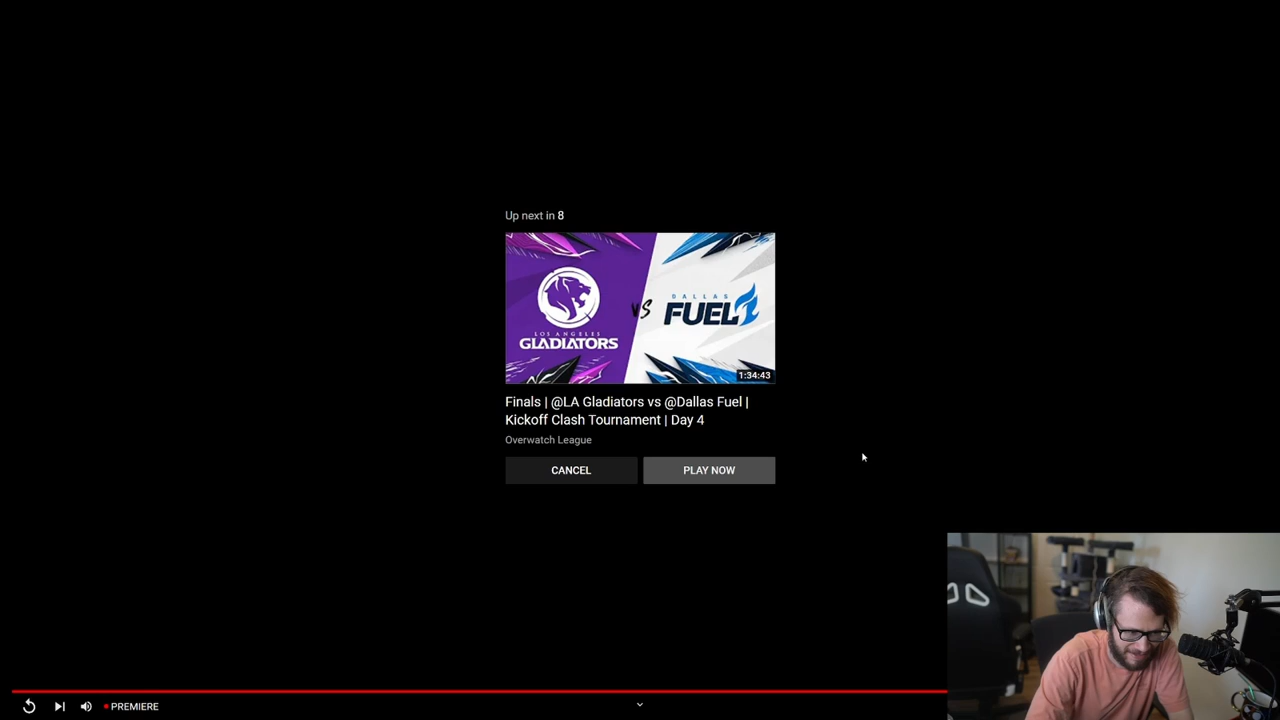 Up next in 8
LOS ANGELES
GLADIATORS
VS
DALLAS
FUEL
1:34:43
Finals | @LA Gladiators vs @Dallas Fuel |
Kickoff Clash Tournament | Day 4
Overwatch League
CANCEL
PLAY NOW
PREMIERE